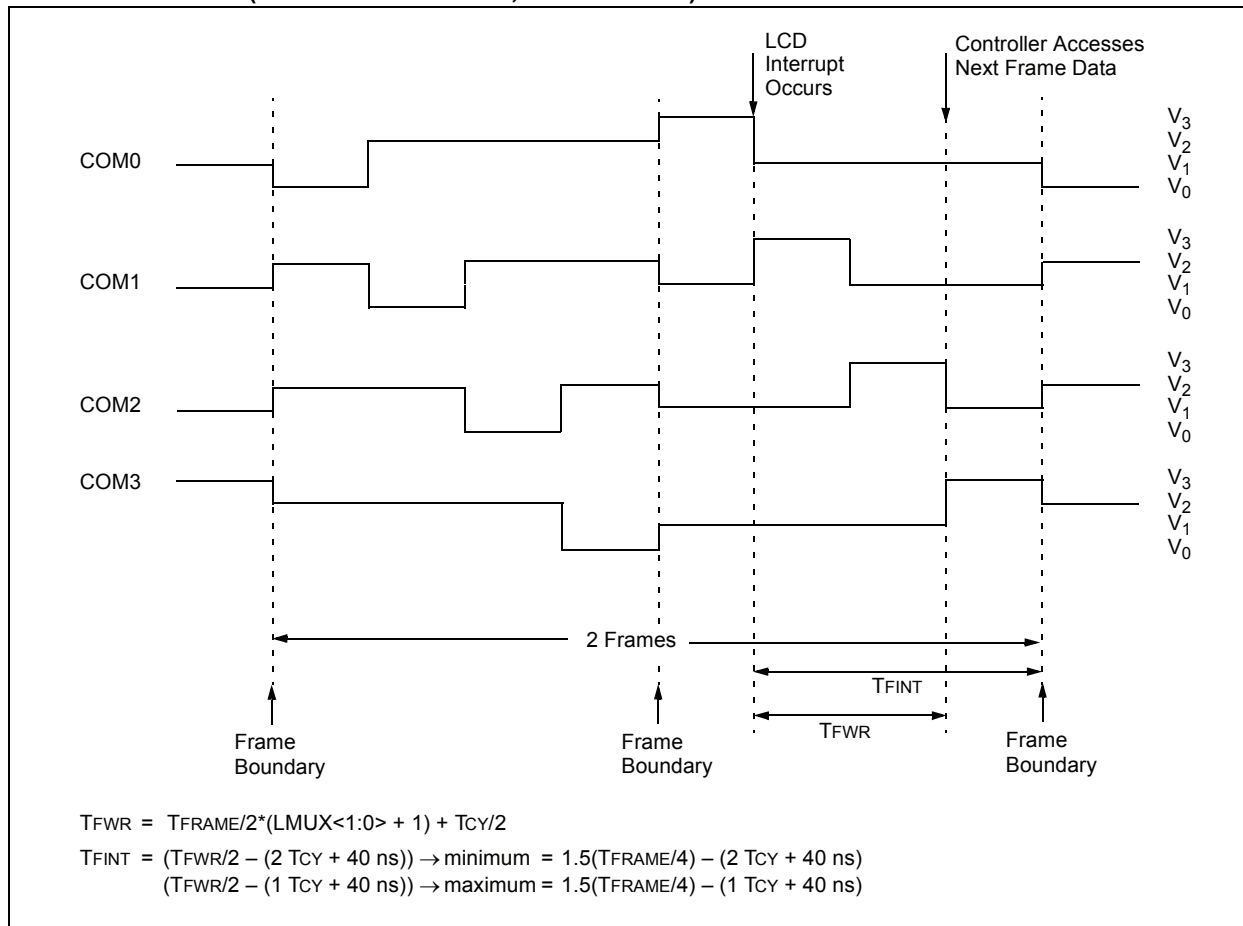 LCD
Interrupt
Occurs
Controller Accesses
Next Frame Data
COM0
V3
V2
V1
V0
COM1
V3
V2
V1
V0
COM2
V3
V2
V1
V0
COM3
V3
V2
V1
V0
2 Frames
TFINT
TFWR
Frame
Boundary
Frame
Boundary
Frame
Boundary
TFWR = TFRAME/2*(LMUX<1:0> + 1) + TCY/2
TFINT = (TFWR/2 – (2 TCY + 40 ns)) → minimum = 1.5(TFRAME/4) – (2 TCY + 40 ns)
(TFWR/2 – (1 TCY + 40 ns)) → maximum = 1.5(TFRAME/4) – (1 TCY + 40 ns)